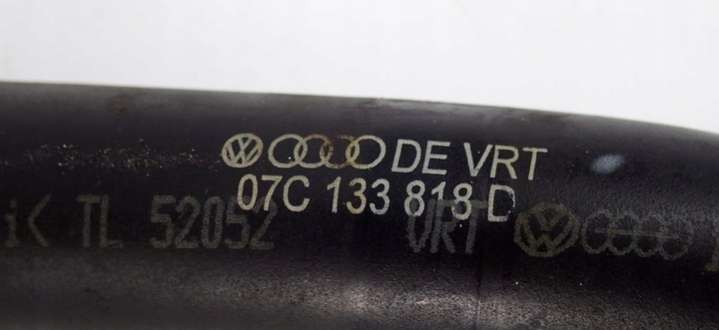 DE VRT
07C 133 818 D
TL 52052 VRT